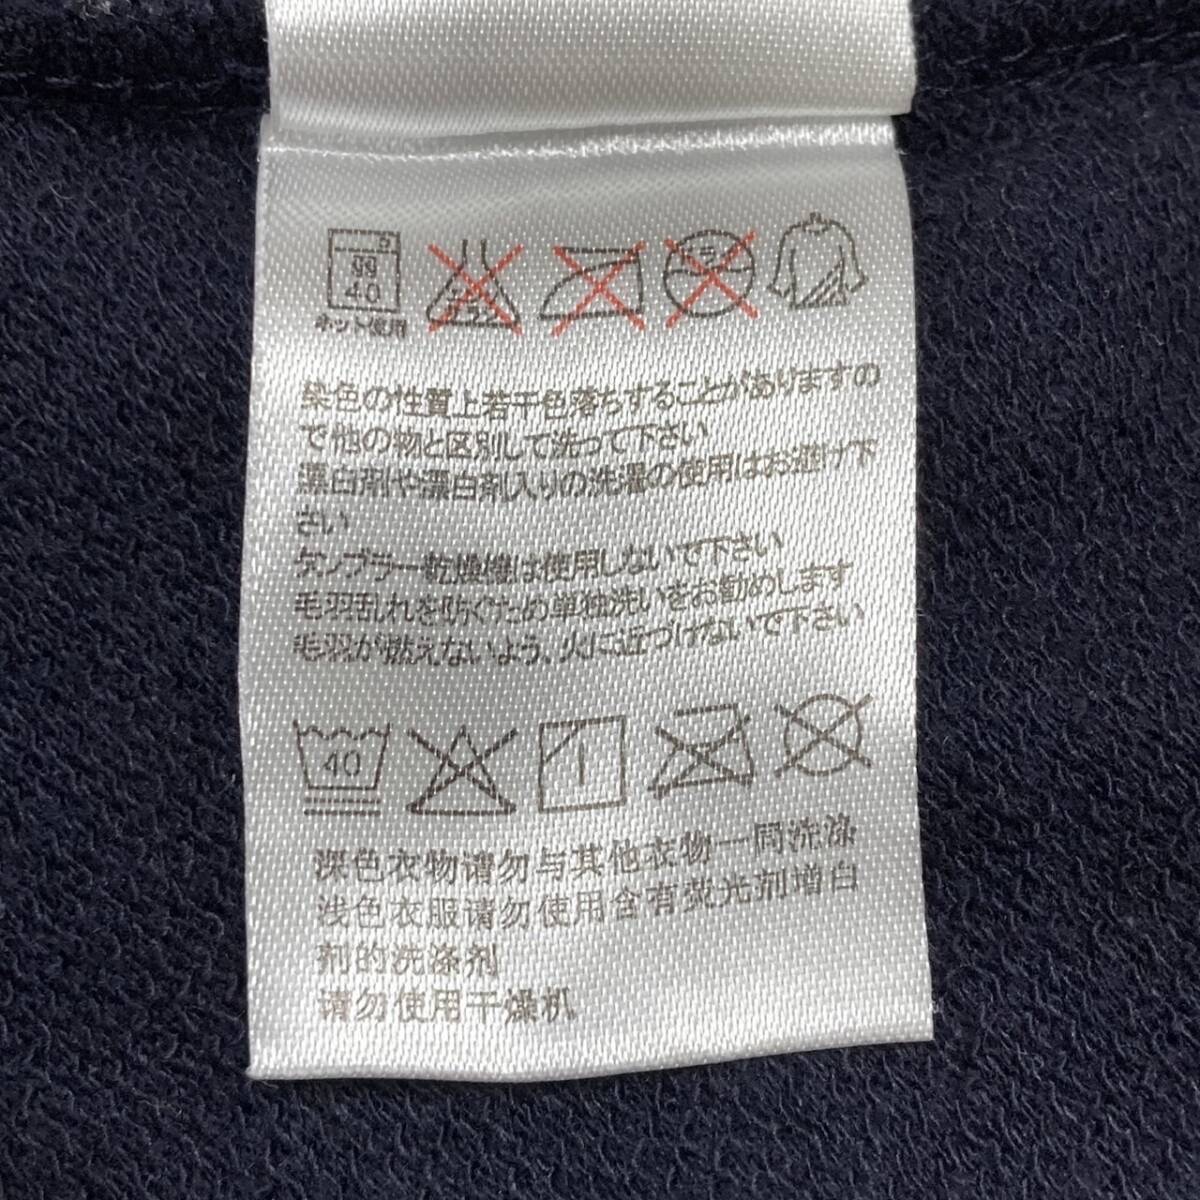 弱
40
ネット使用
染色の性質上若干色落ちすることがありますの
で他の物と区別して洗って下さい
漂白剤や漂白剤入りの洗濯の使用はお避け下
さい
タンブラー乾燥機は使用しないで下さい
毛羽乱れを防ぐため単独洗いをお勧めします
毛羽が燃えないよう、火に近づけないで下さい
40
深色衣物请勿与其他衣物一同洗涤
浅色衣服请勿使用含有荧光剂增白
剂的洗涤剂
请勿使用干燥机